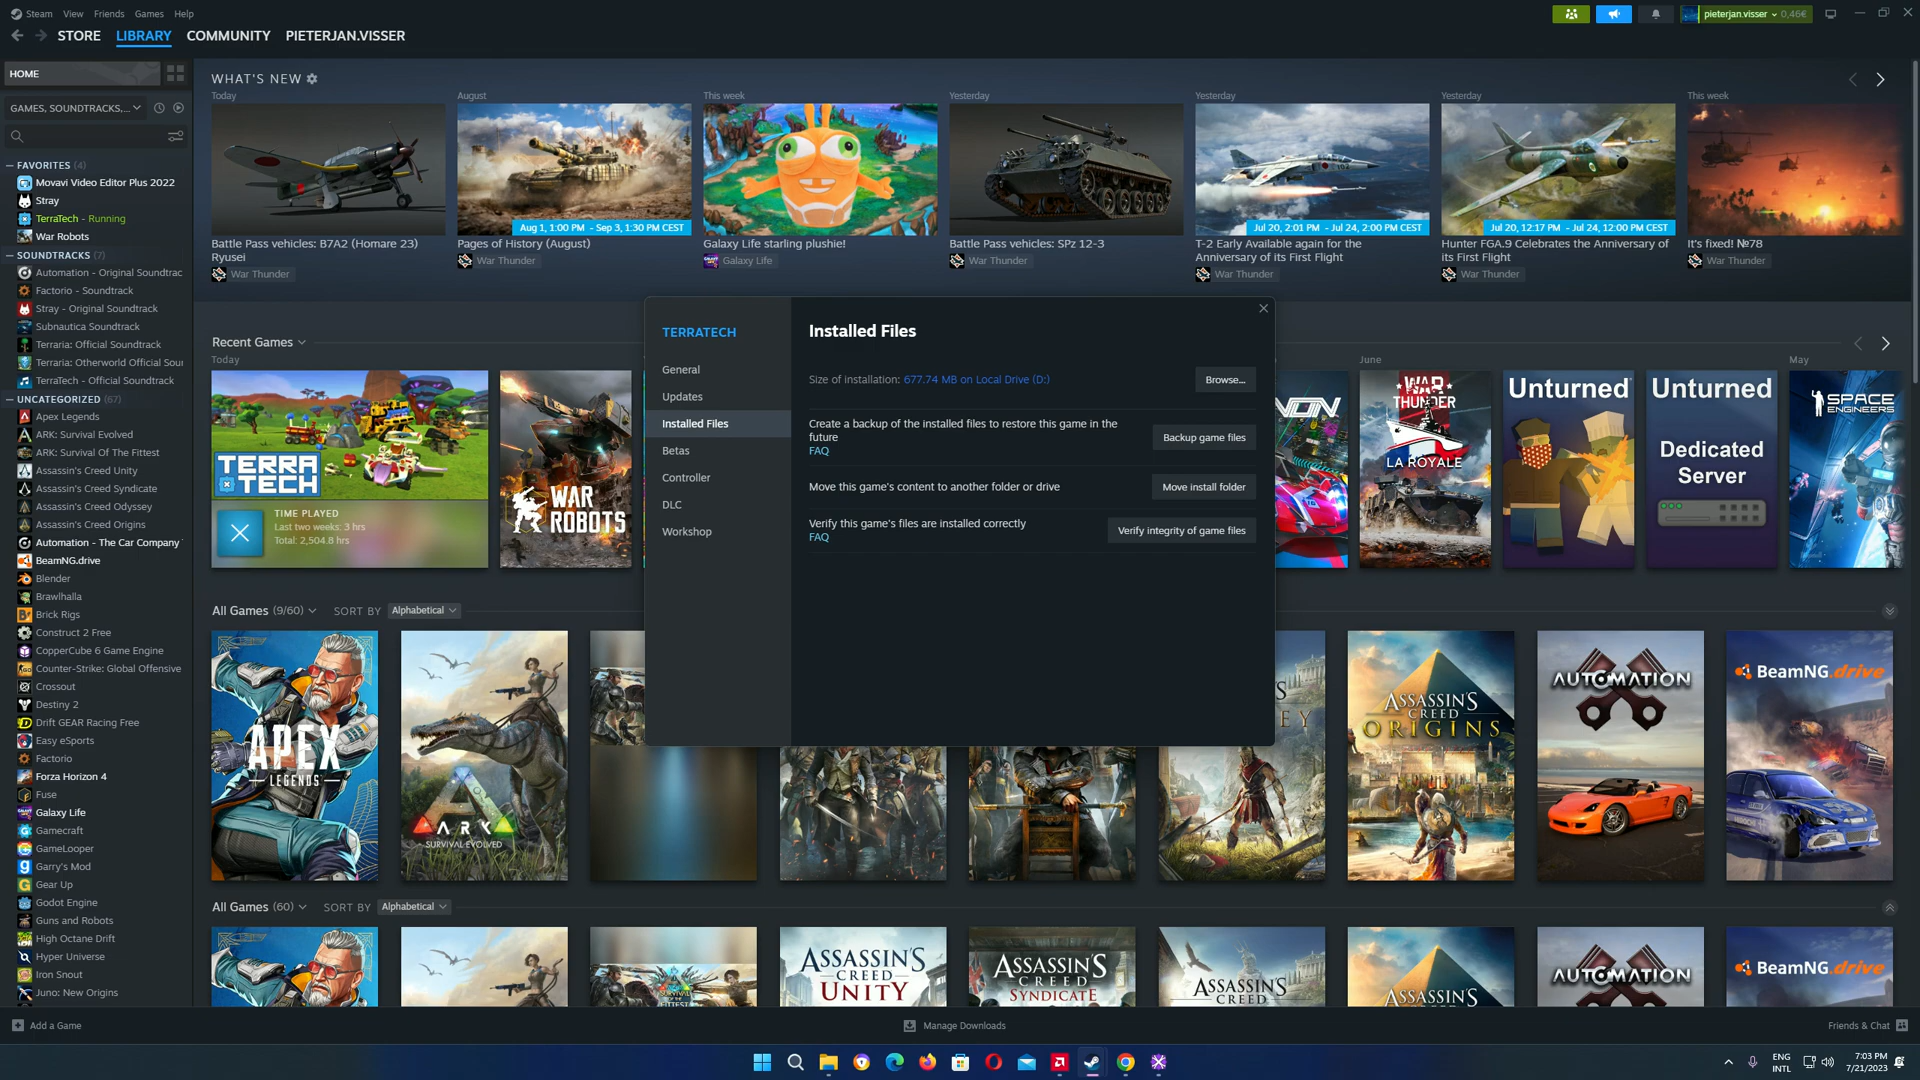 Steam View Friends Games Help
pieterjan.visser 0,46€
STORE LIBRARY COMMUNITY PIETERJAN.VISSER
HOME
GAMES, SOUNDTRACKS,...
FAVORITES (4)
Movavi Video Editor Plus 2022
Stray
TerraTech - Running
War Robots
SOUNDTRACKS (7)
Automation - Original Soundtrac
Factorio - Soundtrack
Stray - Original Soundtrack
Subnautica Soundtrack
Terraria: Official Soundtrack
Terraria: Otherworld Official Sour
TerraTech - Official Soundtrack
UNCATEGORIZED (67)
Apex Legends
ARK: Survival Evolved
ARK: Survival Of The Fittest
Assassin's Creed Unity
Assassin's Creed Syndicate
Assassin's Creed Odyssey
Assassin's Creed Origins
Automation - The Car Company
BeamNG.drive
Blender
Brawlhalla
Brick Rigs
Construct 2 Free
CopperCube 6 Game Engine
Counter-Strike: Global Offensive
Crossout
Destiny 2
Drift GEAR Racing Free
Easy eSports
Factorio
Forza Horizon 4
Fuse
Galaxy Life
Gamecraft
GameLooper
Garry's Mod
Gear Up
Godot Engine
Guns and Robots
High Octane Drift
Hyper Universe
Iron Snout
Juno: New Origins
Add a Game
WHAT'S NEW
Today
Battle Pass vehicles: B7A2 (Homare 23)
Ryusei
War Thunder
August
Aug 1, 1:00 PM - Sep 3, 1:30 PM CEST
Pages of History (August)
War Thunder
This week
Galaxy Life starling plushie!
Galaxy Life
Yesterday
Battle Pass vehicles: SPz 12-3
War Thunder
Yesterday
Jul 20, 2:01 PM - Jul 24, 2:00 PM CEST
T-2 Early Available again for the
Anniversary of its First Flight
War Thunder
Yesterday
Jul 20, 12:17 PM - Jul 24, 12:00 PM CEST
Hunter FGA.9 Celebrates the Anniversary of
its First Flight
War Thunder
This week
It's fixed! №78
War Thunder
Recent Games
Today
TERRA
TECH
TIME PLAYED
Last two weeks: 3 hrs
Total: 2,504.8 hrs
WAR
ROBOTS
TERRATECH
General
Updates
Installed Files
Betas
Controller
DLC
Workshop
Installed Files
Size of installation: 677.74 MB on Local Drive (D:)
Browse...
Create a backup of the installed files to restore this game in the
future
FAQ
Backup game files
Move this game's content to another folder or drive
Move install folder
Verify this game's files are installed correctly
FAQ
Verify integrity of game files
June
WAR
THUNDER
LA ROYALE
Unturned
Unturned
Dedicated
Server
May
SPACE
ENGINEERS
All Games (9/60) SORT BY Alphabetical
APEX
LEGENDS
ARK
SURVIVAL EVOLVED
ASSASSIN'S
CREED
ORIGINS
AUTOMATION
BeamNG.drive
All Games (60) SORT BY Alphabetical
ASSASSIN'S
CREED
UNITY
ASSASSIN'S
CREED
SYNDICATE
ASSASSIN'S
CREED
ASSASSIN'S
AUTOMATION
BeamNG.drive
Manage Downloads
Friends & Chat
ENG
INTL
7:03 PM
7/21/2023